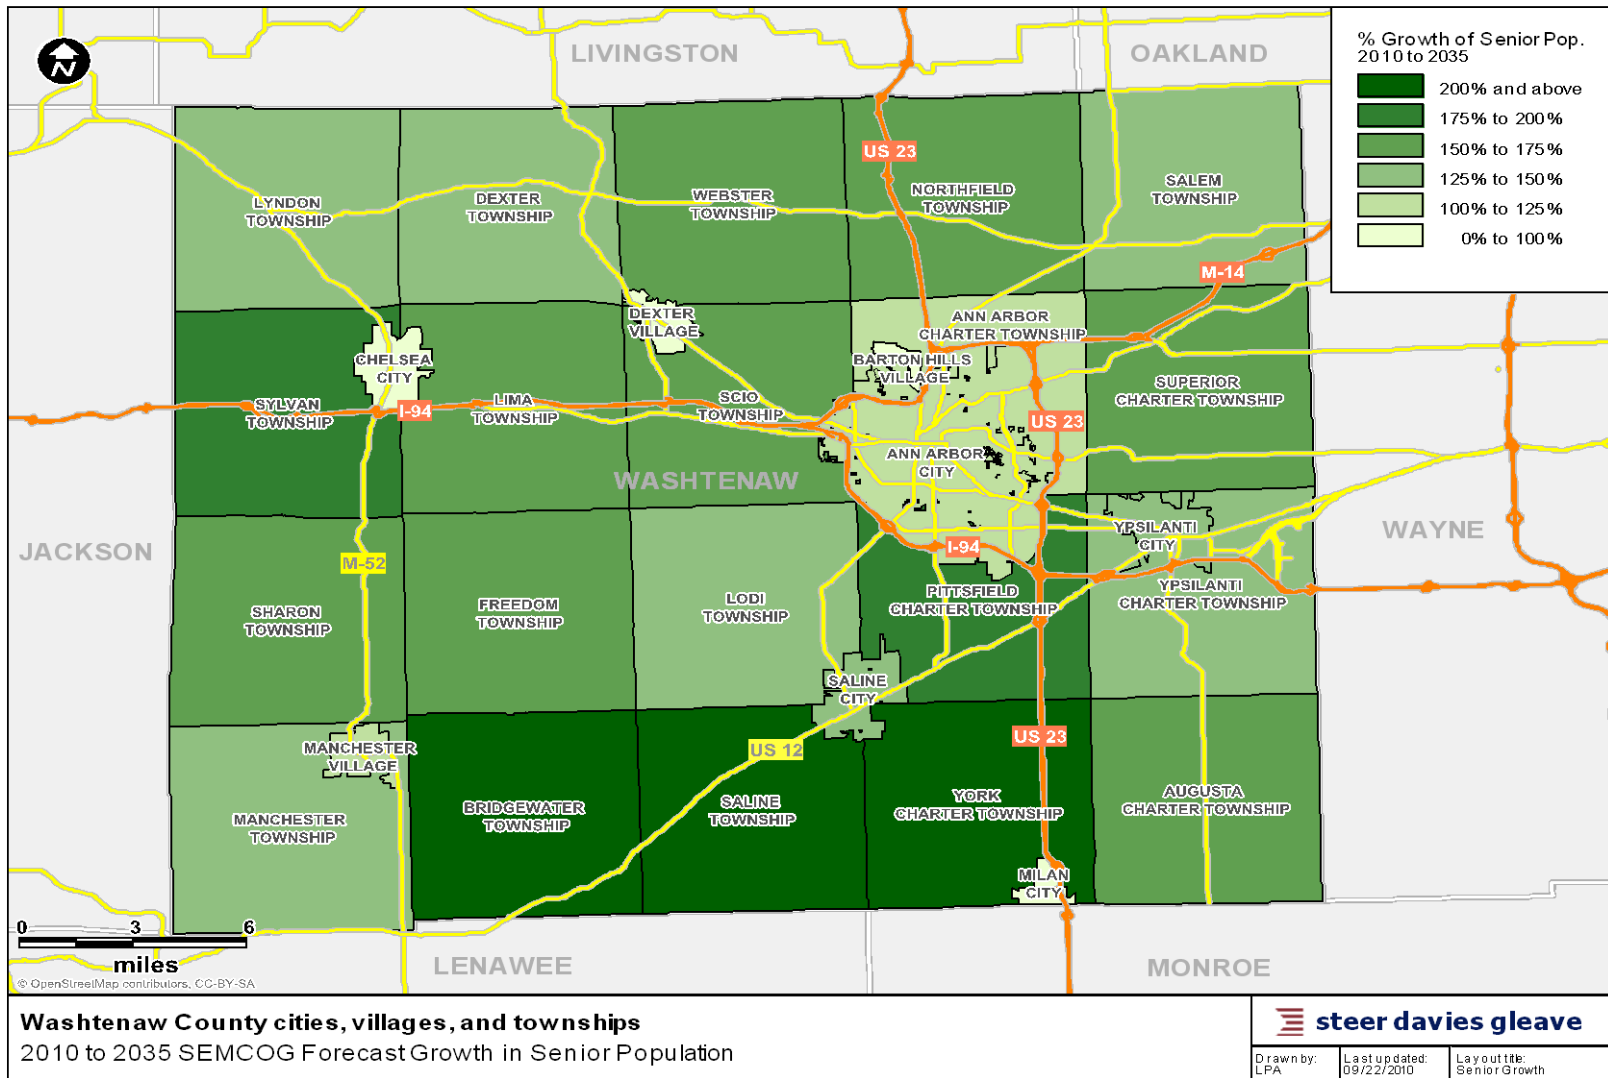 N
LIVINGSTON
OAKLAND
% Growth of Senior Pop.
2010 to 2035
200% and above
175% to 200%
150% to 175%
125% to 150%
100% to 125%
0% to 100%
US 23
LYNDON
TOWNSHIP
DEXTER
TOWNSHIP
WEBSTER
TOWNSHIP
NORTHFIELD
TOWNSHIP
SALEM
TOWNSHIP
M-14
DEXTER
VILLAGE
ANN ARBOR
CHARTER TOWNSHIP
CHELSEA
CITY
BARTON HILLS
VILLAGE
SUPERIOR
CHARTER TOWNSHIP
SYLVAN
TOWNSHIP
I-94
LIMA
TOWNSHIP
SCIO
TOWNSHIP
US 23
ANN ARBOR
CITY
WASHTENAW
JACKSON
WAYNE
YPSILANTI
CITY
M-52
I-94
SHARON
TOWNSHIP
FREEDOM
TOWNSHIP
LODI
TOWNSHIP
PITTSFIELD
CHARTER TOWNSHIP
YPSILANTI
CHARTER TOWNSHIP
SALINE
CITY
MANCHESTER
VILLAGE
US 12
US 23
MANCHESTER
TOWNSHIP
BRIDGEWATER
TOWNSHIP
SALINE
TOWNSHIP
YORK
CHARTER TOWNSHIP
AUGUSTA
CHARTER TOWNSHIP
MILAN
CITY
0 3 6
miles
LENAWEE
MONROE
© OpenStreetMap contributors, CC-BY-SA
Washtenaw County cities, villages, and townships
2010 to 2035 SEMCOG Forecast Growth in Senior Population
steer davies gleave
Drawn by:
LPA
Last updated:
09/22/2010
Layout title:
Senior Growth